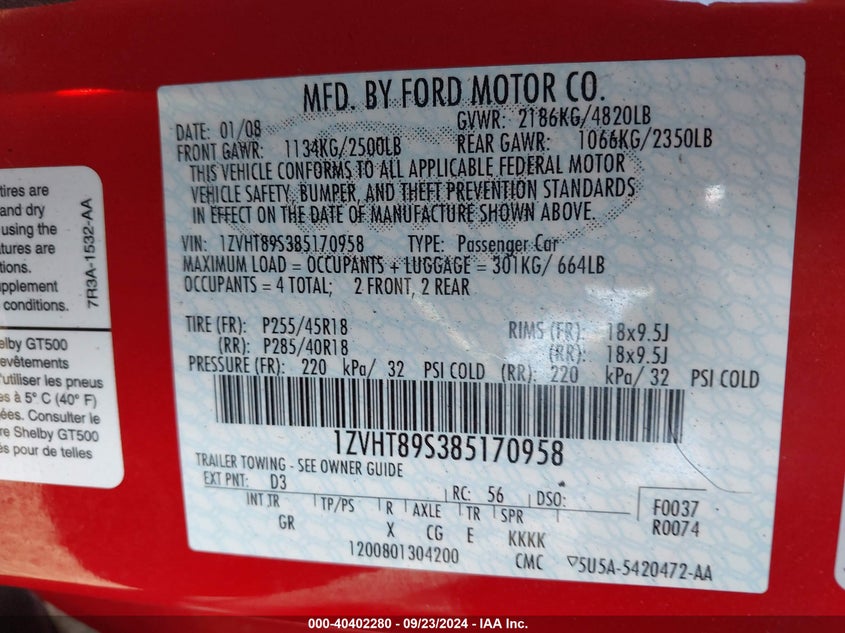 MFD. BY FORD MOTOR CO.
DATE: 01/08 GVWR: 2186KG/4820LB
FRONT GAWR: 1134KG/2500LB REAR GAWR: 1066KG/2350LB
THIS VEHICLE CONFORMS TO ALL APPLICABLE FEDERAL MOTOR
VEHICLE SAFETY, BUMPER, AND THEFT PREVENTION STANDARDS
IN EFFECT ON THE DATE OF MANUFACTURE SHOWN ABOVE.
VIN: 1ZVHT89S385170958 TYPE: Passenger Car
MAXIMUM LOAD = OCCUPANTS + LUGGAGE = 301KG/ 664LB
OCCUPANTS = 4 TOTAL; 2 FRONT, 2 REAR
TIRE (FR): P255/45R18 RIMS (FR): 18x9.5J
(RR): P285/40R18 (RR): 18x9.5J
PRESSURE (FR): 220 kPa/ 32 PSI COLD (RR): 220 kPa/ 32 PSI COLD
1ZVHT89S385170958
TRAILER TOWING - SEE OWNER GUIDE
EXT PNT: D3 RC: 56 DSO:
INT TR TP/PS R AXLE TR SPR F0037
GR X CG E KKKK R0074
1200801304200 CMC ▽5U5A-5420472-AA
tires are
and dry
using the
atures are
tions.
upplement
conditions.
7R3A-1532-AA
elby GT500
revêtements
'utiliser les pneus
es à 5° C (40° F)
ées. Consulter le
re Shelby GT500
s pour de telles
000-40402280 - 09/23/2024 - IAA Inc.